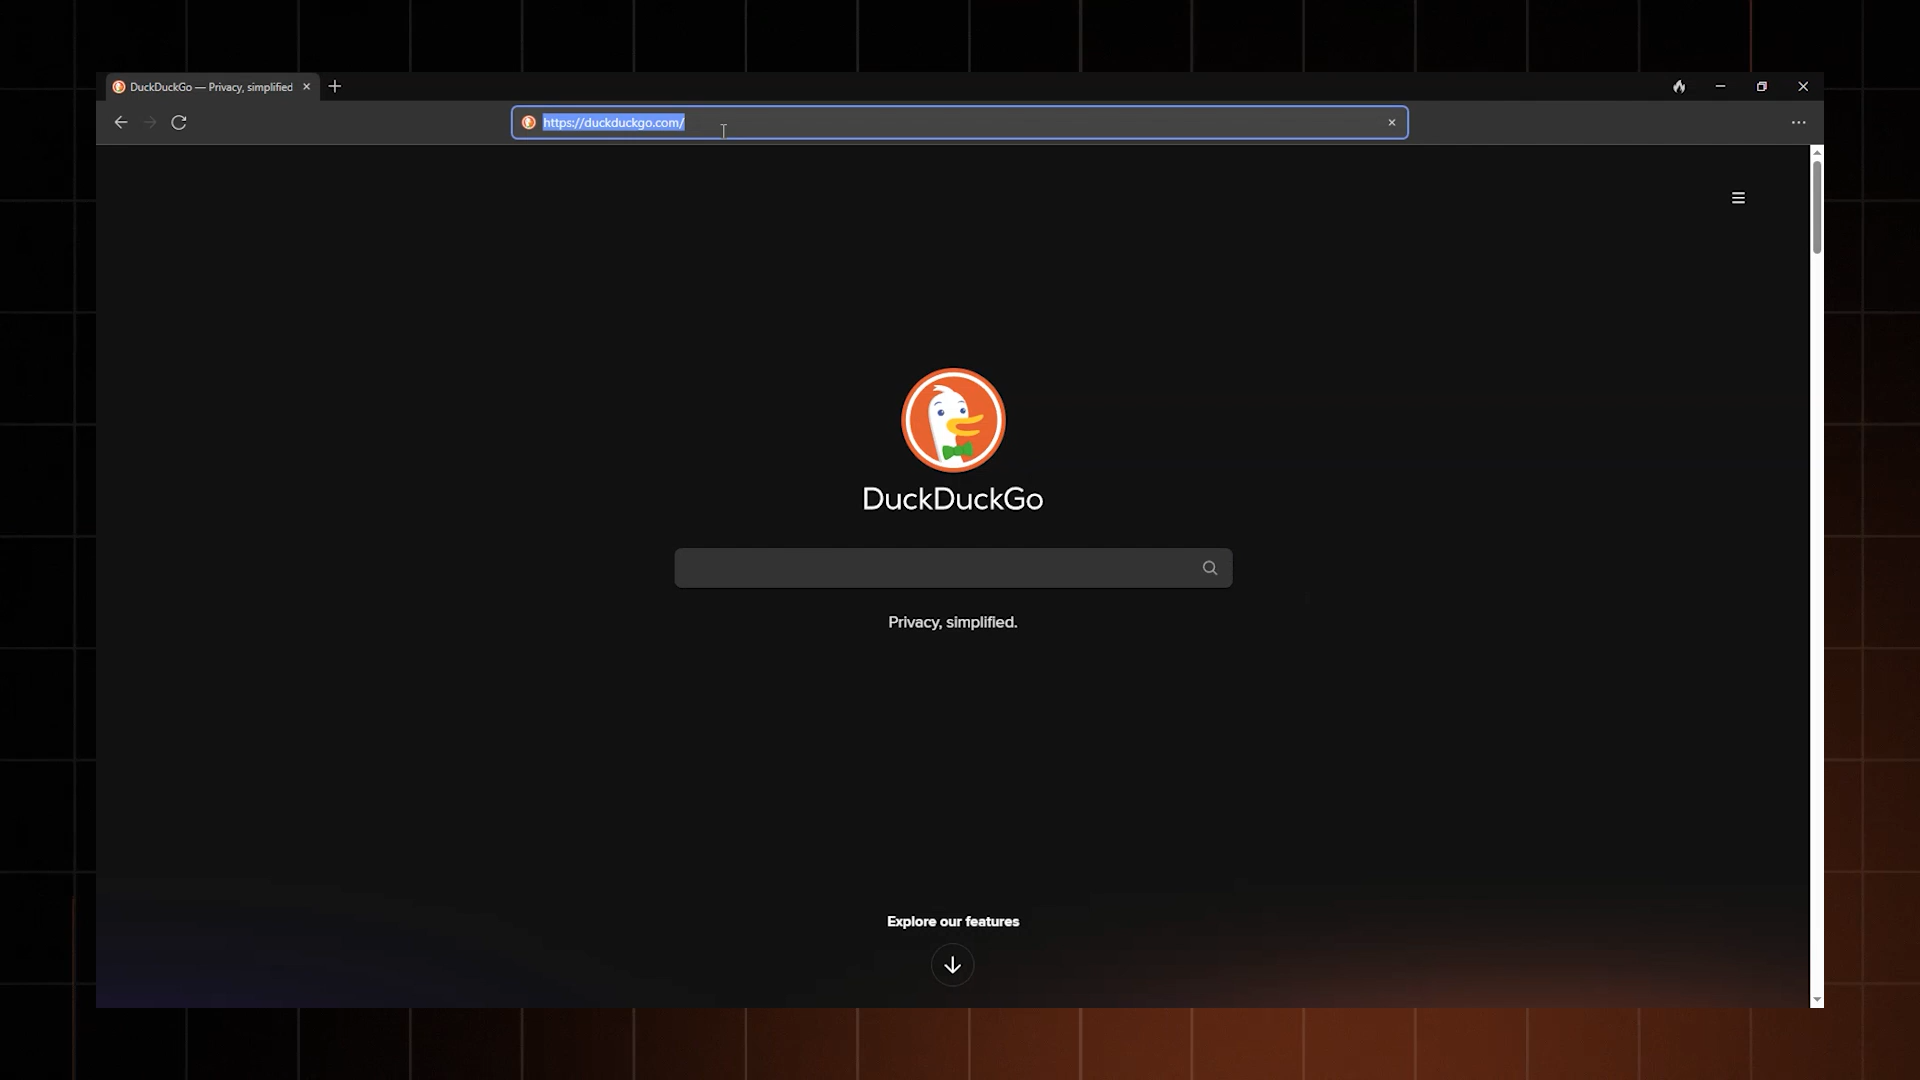 DuckDuckGo — Privacy, simplified
https://duckduckgo.com/
DuckDuckGo
Privacy, simplified.
Explore our features